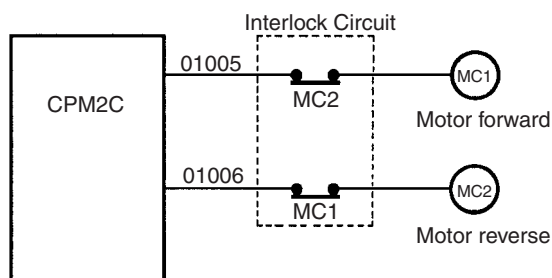 Interlock Circuit
01005
MC2
MC1
CPM2C
Motor forward
01006
MC1
MC2
Motor reverse